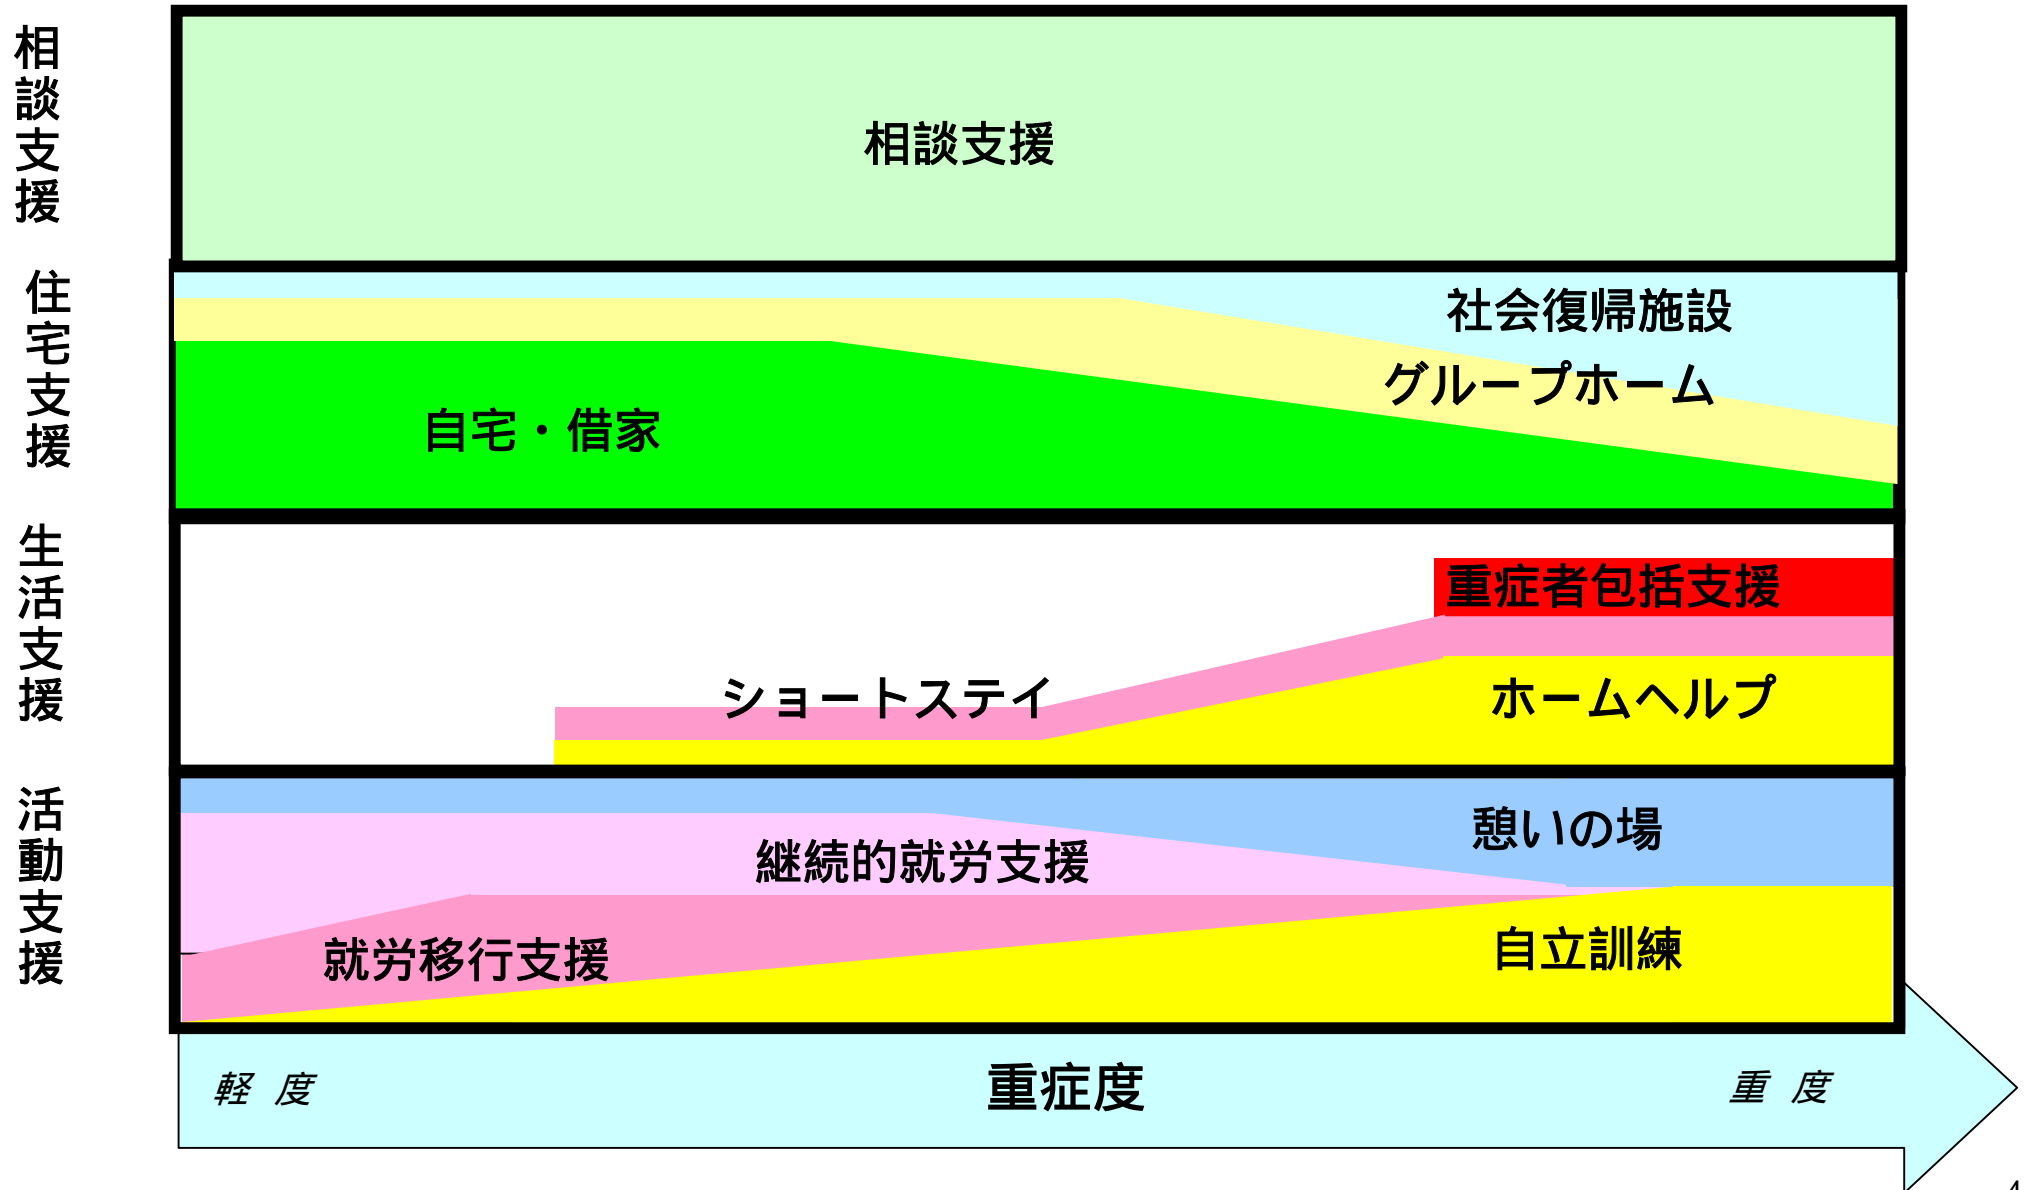 相談支援
相談支援
住宅支援
社会復帰施設
グループホーム
自宅・借家
生活支援
重症者包括支援
ショートステイ
ホームヘルプ
活動支援
憩いの場
継続的就労支援
就労移行支援
自立訓練
軽 度
重症度
重 度